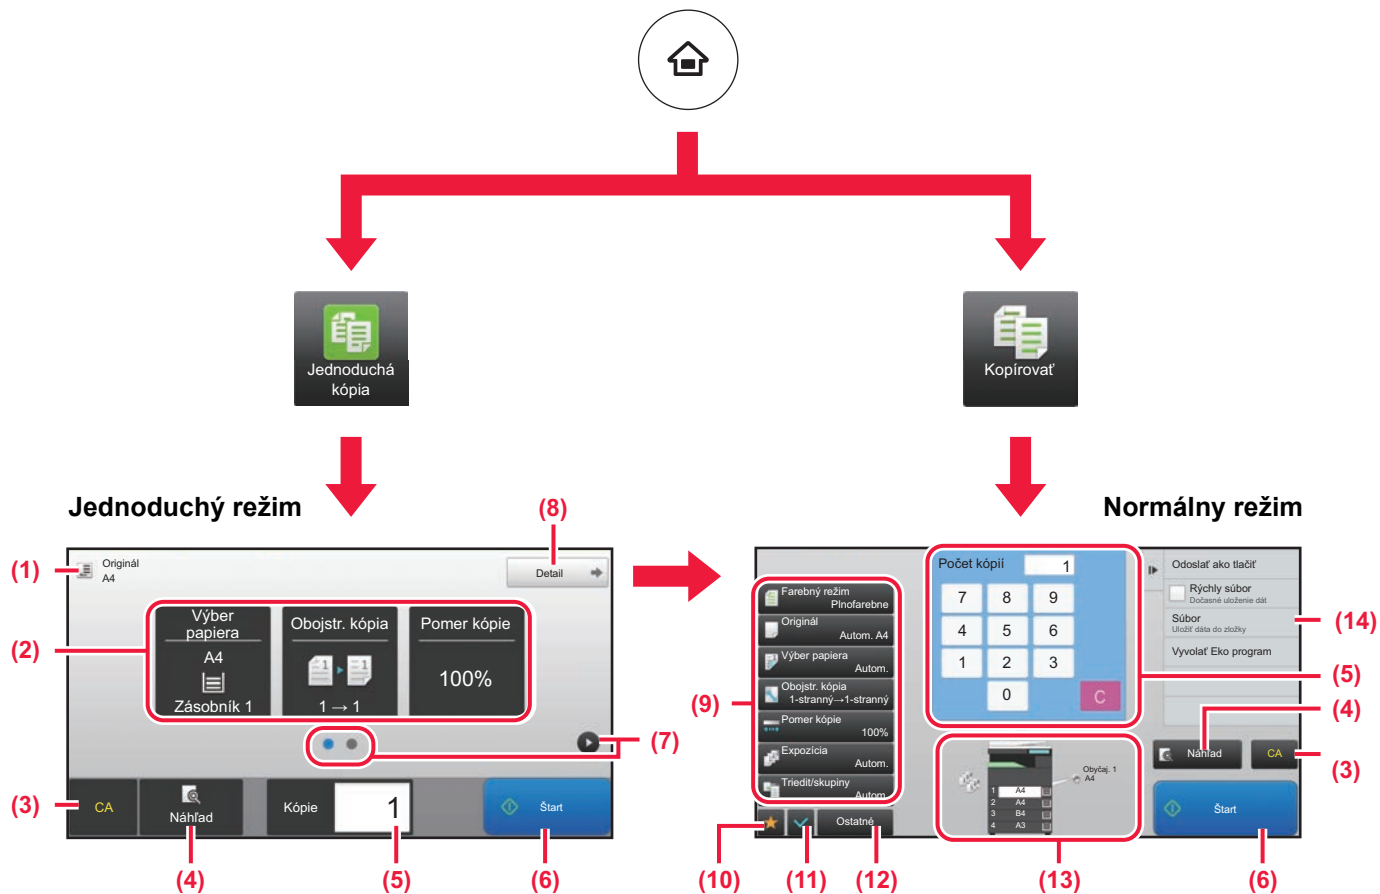 Jednoduchá
kópia
Kopírovať
Jednoduchý režim
(8)
(1)
Originál
A4
Detail
(2)
Výber
papiera
A4
Zásobník 1
Obojstr. kópia
1
1
1 → 1
Pomer kópie
100%
(7)
(3)
CA
Náhľad
Kópie
1
Štart
(4)
(5)
(6)
Normálny režim
(9)
Farebný režim
Plnofarebne
Originál
Autom. A4
Výber papiera
Autom.
Obojstr. kópia
1-stranný→1-stranný
Pomer kópie
100%
Expozícia
Autom.
Triediť/skupiny
Autom.
Ostatné
Počet kópií
1
7 8 9
4 5 6
1 2 3
0 C
(5)
Obyčaj. 1
A4
1 A4
2 A4
3 B4
4 A3
Odoslať ako tlačiť
Rýchly súbor
Dočasné uloženie dát
Súbor
Uložiť dáta do zložky
(14)
Vyvolať Eko program
(4)
Náhľad
CA
(3)
Štart
(10)
(11)
(12)
(13)
(6)